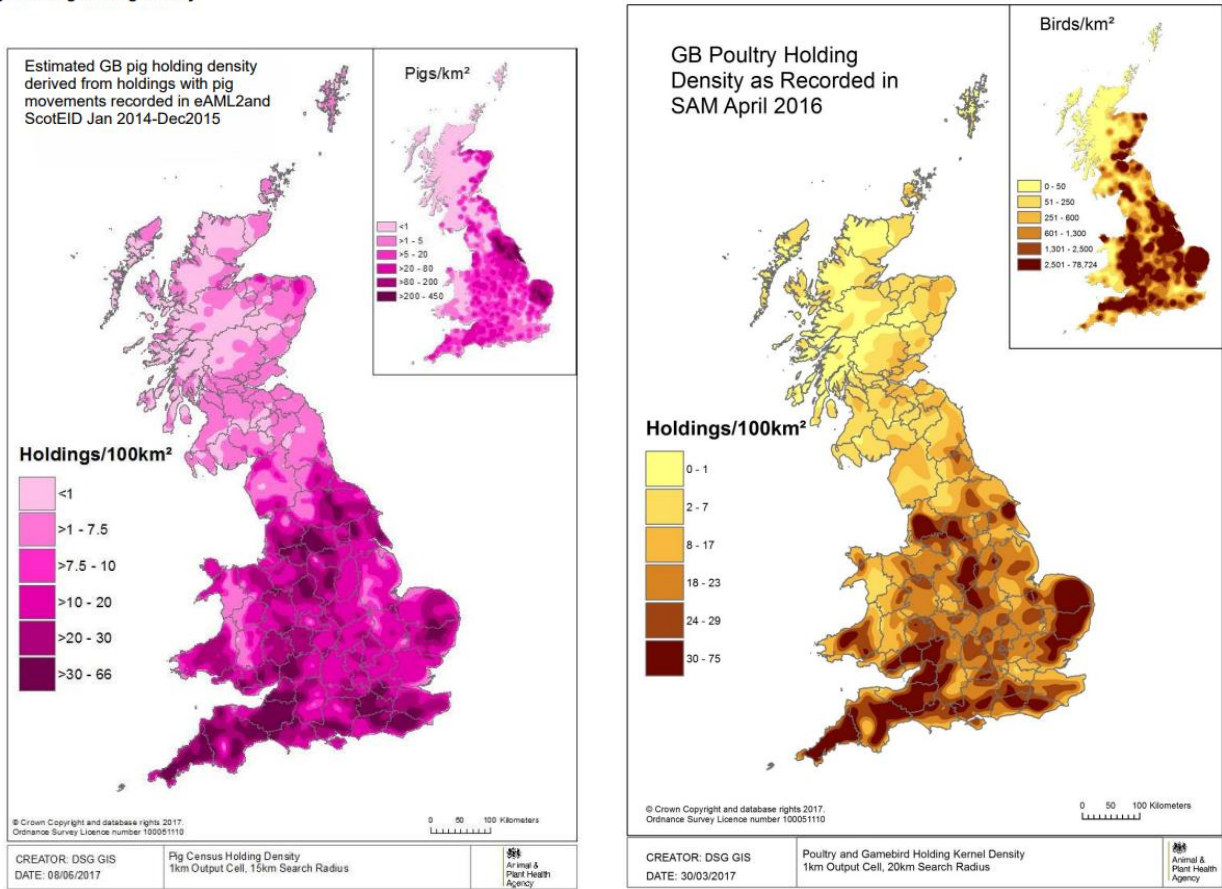 Estimated GB pig holding density
derived from holdings with pig
movements recorded in eAML2and
ScotEID Jan 2014-Dec2015
Pigs/km²
<1
>1 - 5
>5 - 20
>20 - 80
>80 - 200
>200 - 450
Holdings/100km²
<1
>1 - 7.5
>7.5 - 10
>10 - 20
>20 - 30
>30 - 66
© Crown Copyright and database rights 2017.
Ordnance Survey Licence number 100051110
0 50 100 Kilometers
CREATOR: DSG GIS
DATE: 08/06/2017
Pig Census Holding Density
1km Output Cell, 15km Search Radius
Animal &
Plant Health
Agency
GB Poultry Holding
Density as Recorded in
SAM April 2016
Birds/km²
0 - 50
51 - 250
251 - 600
601 - 1,300
1,301 - 2,500
2,501 - 78,724
Holdings/100km²
0 - 1
2 - 7
8 - 17
18 - 23
24 - 29
30 - 75
© Crown Copyright and database rights 2017.
Ordnance Survey Licence number 100051110
0 50 100 Kilometers
CREATOR: DSG GIS
DATE: 30/03/2017
Poultry and Gamebird Holding Kernel Density
1km Output Cell, 20km Search Radius
Animal &
Plant Health
Agency